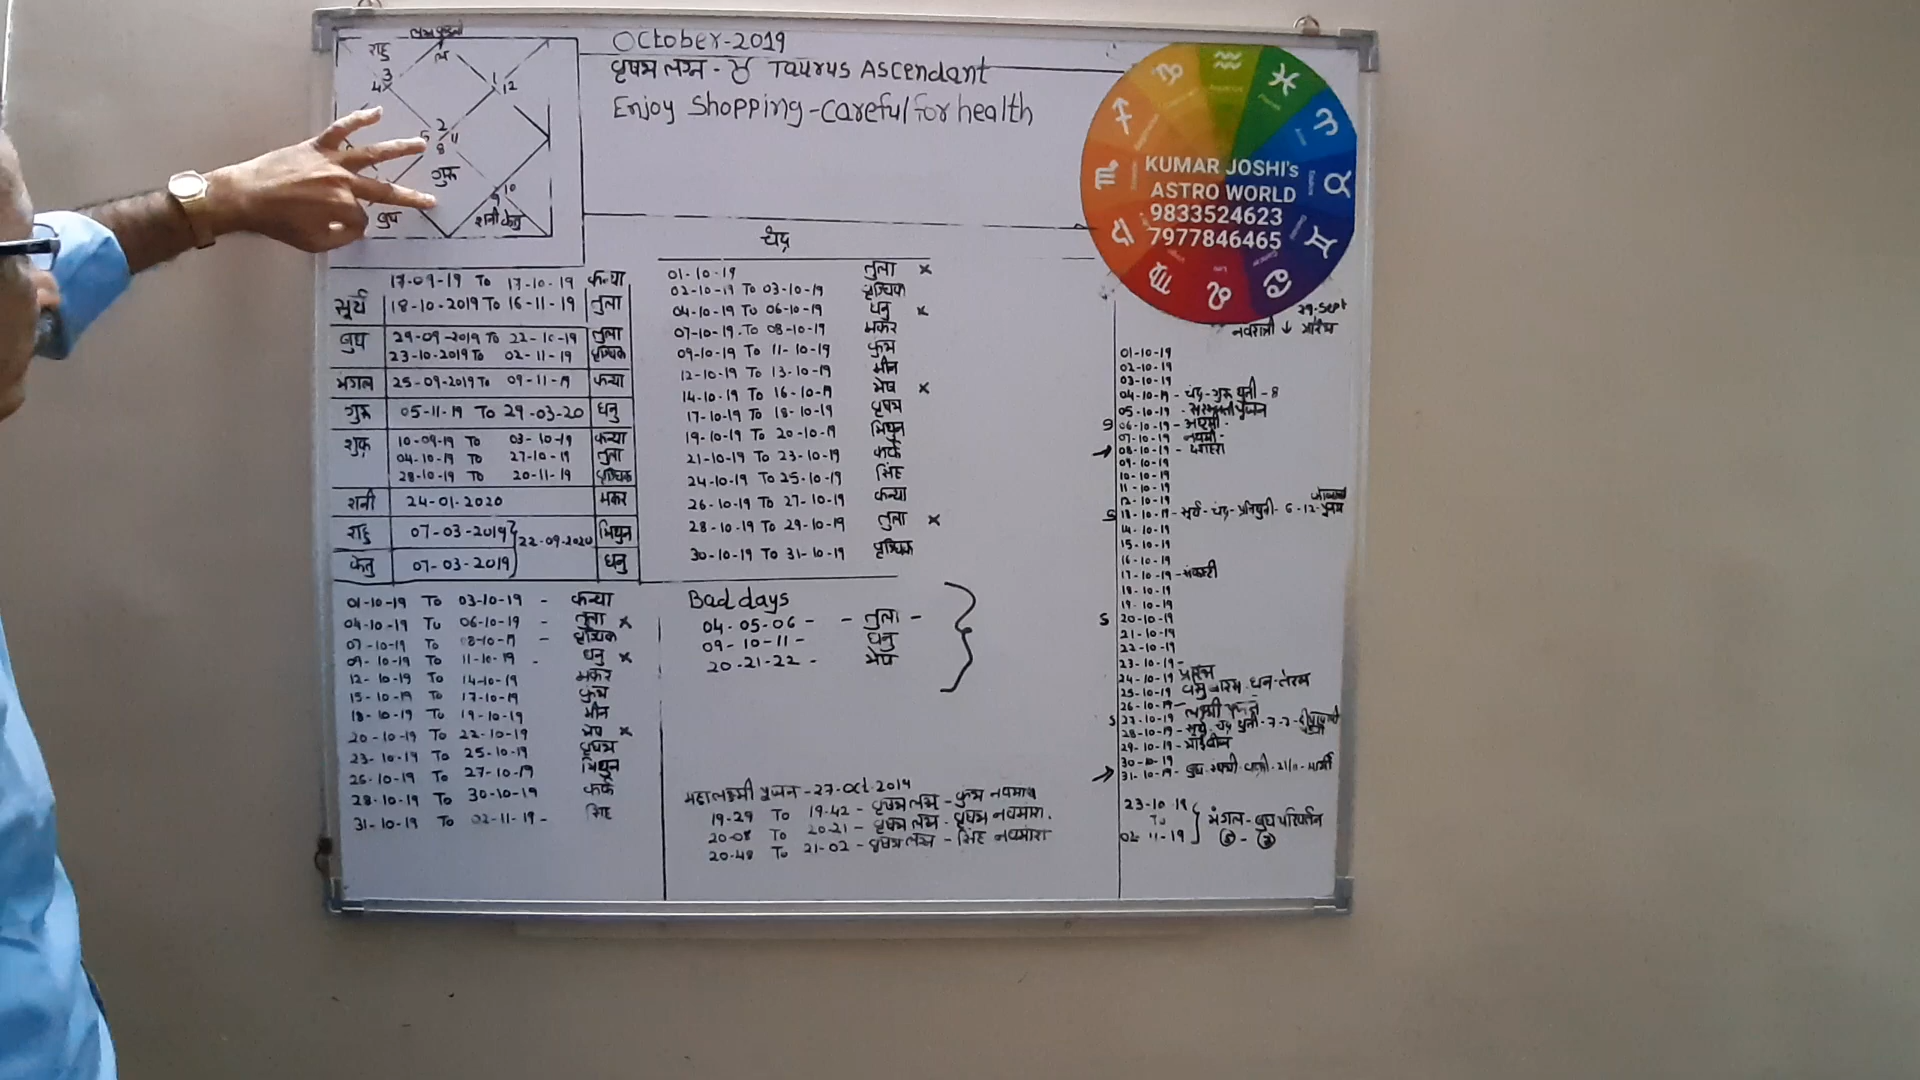 October-2019
वृषभ लग्न - ♉ Taurus Ascendant
Enjoy Shopping - careful for health
राहु
3
4
1
12
2
5
11
8
गुरु
10
9
बुध
शनी केतु
KUMAR JOSHI's
ASTRO WORLD
9833524623
7977846465
17-09-19 To 17-10-19 कन्या
सूर्य 18-10-2019 To 16-11-19 तुला
बुध 29-09-2019 To 22-10-19 तुला
23-10-2019 To 02-11-19 वृश्चिक
मंगल 25-09-2019 To 09-11-19 कन्या
गुरु 05-11-19 To 29-03-20 धनु
शुक्र 10-09-19 To 03-10-19 कन्या
04-10-19 To 27-10-19 तुला
28-10-19 To 20-11-19 वृश्चिक
शनी 24-01-2020 मकर
राहु 07-03-2019 मिथुन
22-09-2020
केतु 07-03-2019 धनु
चंद्र
01-10-19 तुला x
02-10-19 To 03-10-19 वृश्चिक
04-10-19 To 06-10-19 धनु x
07-10-19 To 08-10-19 मकर
09-10-19 To 11-10-19 कुंभ
12-10-19 To 13-10-19 मीन
14-10-19 To 16-10-19 मेष x
17-10-19 To 18-10-19 वृषभ
19-10-19 To 20-10-19 मिथुन
21-10-19 To 23-10-19 कर्क
24-10-19 To 25-10-19 सिंह
26-10-19 To 27-10-19 कन्या
28-10-19 To 29-10-19 तुला x
30-10-19 To 31-10-19 वृश्चिक
01-10-19 To 03-10-19 - कन्या
04-10-19 To 06-10-19 - तुला x
07-10-19 To 08-10-19 - वृश्चिक
09-10-19 To 11-10-19 - धनु x
12-10-19 To 14-10-19 मकर
15-10-19 To 17-10-19 कुंभ
18-10-19 To 19-10-19 मीन
20-10-19 To 22-10-19 मेष x
23-10-19 To 25-10-19 वृषभ
26-10-19 To 27-10-19 मिथुन
28-10-19 To 30-10-19 कर्क
31-10-19 To 02-11-19 - सिंह
Bad days
04-05-06 - - तुला -
09-10-11 - धनु
20-21-22 - मेष
महालक्ष्मी पूजन - 27-Oct-2019
19-29 To 19-42 - वृषभ लग्न - कुंभ नवमांश
20-08 To 20-21 - वृषभ लग्न - वृषभ नवमांश.
20-48 To 21-02 - वृषभ लग्न - सिंह नवमांश
29-Sept
नवरात्री ↓ प्रारंभ
01-10-19
02-10-19
03-10-19
04-10-19 - चंद्र-गुरु युती - 8
05-10-19 - सरस्वती पूजन
S 06-10-19 - अष्टमी -
07-10-19 नवमी -
→ 08-10-19 - दशहरा
09-10-19
10-10-19
11-10-19
12-10-19
S 13-10-19 - सूर्य-चंद्र-प्रतियुती - 6-12
14-10-19
15-10-19
16-10-19
17-10-19 - संकष्टी
18-10-19
19-10-19
S 20-10-19
21-10-19
22-10-19
23-10-19 -
24-10-19
25-10-19 वसु बारस - धन-तेरस
26-10-19 -
S 27-10-19 - लक्ष्मी पूजन
28-10-19 - सूर्य चंद्र युती - 7-7 -
29-10-19 - भाईबीज
30-10-19
→ 31-10-19 - बुध वक्री
23-10-19
To
02-11-19
मंगल - बुध परिवर्तन